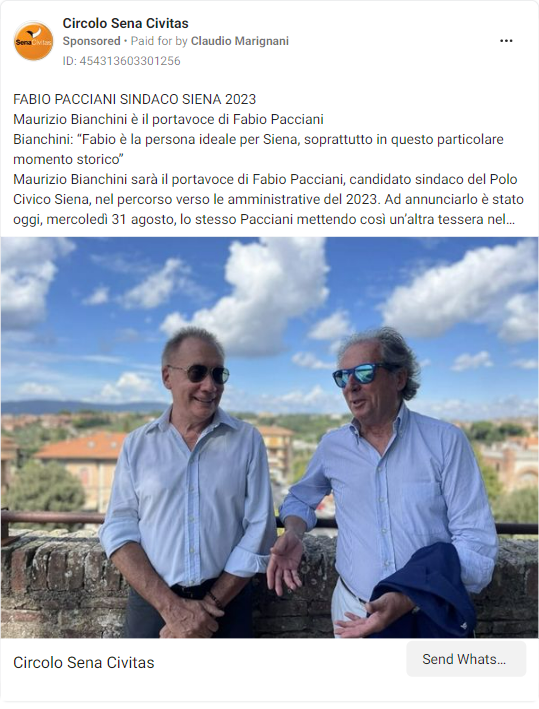 Circolo Sena Civitas
Sponsored • Paid for by Claudio Marignani
ID: 454313603301256
SenaCivitas
FABIO PACCIANI SINDACO SIENA 2023
Maurizio Bianchini è il portavoce di Fabio Pacciani
Bianchini: “Fabio è la persona ideale per Siena, soprattutto in questo particolare
momento storico”
Maurizio Bianchini sarà il portavoce di Fabio Pacciani, candidato sindaco del Polo
Civico Siena, nel percorso verso le amministrative del 2023. Ad annunciarlo è stato
oggi, mercoledì 31 agosto, lo stesso Pacciani mettendo così un’altra tessera nel...
Circolo Sena Civitas
Send Whats...